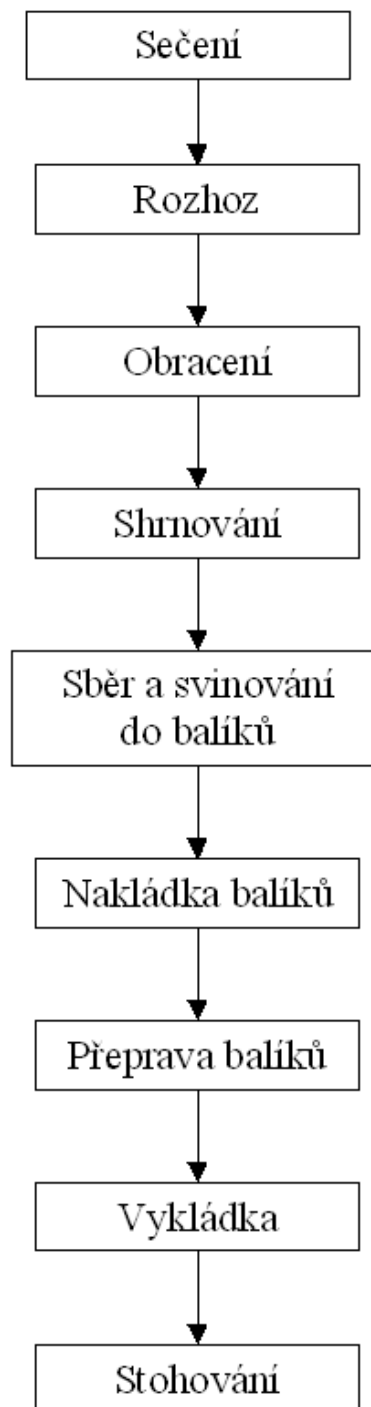 Sečení
Rozhoz
Obracení
Shrnování
Sběr a svinování
do balíků
Nakládka balíků
Přeprava balíků
Vykládka
Stohování